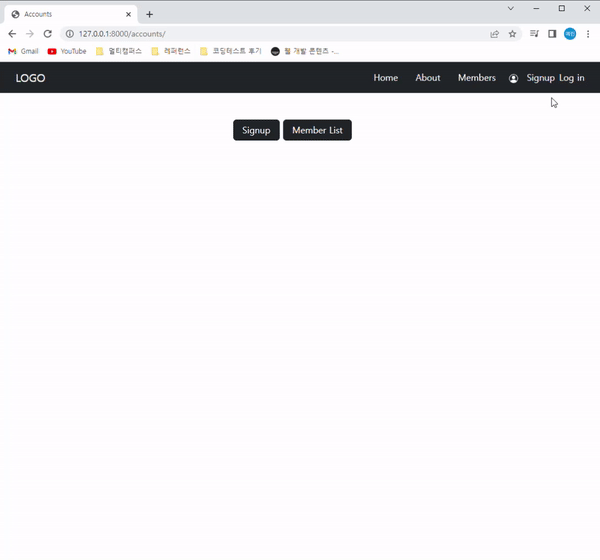 Accounts
127.0.0.1:8000/accounts/
Gmail YouTube 멀티캠퍼스 레퍼런스 코딩테스트 후기 웹 개발 콘텐츠 -...
LOGO Home About Members Signup Log in
Signup Member List